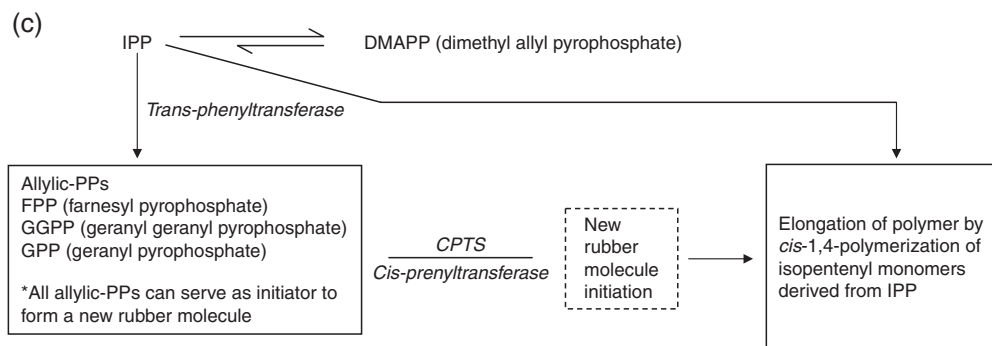 (c)
IPP
DMAPP (dimethyl allyl pyrophosphate)
Trans-phenyltransferase
Allylic-PPs
FPP (farnesyl pyrophosphate)
GGPP (geranyl geranyl pyrophosphate)
GPP (geranyl pyrophosphate)
*All allylic-PPs can serve as initiator to
form a new rubber molecule
CPTS
Cis-prenyltransferase
New
rubber
molecule
initiation
Elongation of polymer by
cis-1,4-polymerization of
isopentenyl monomers
derived from IPP